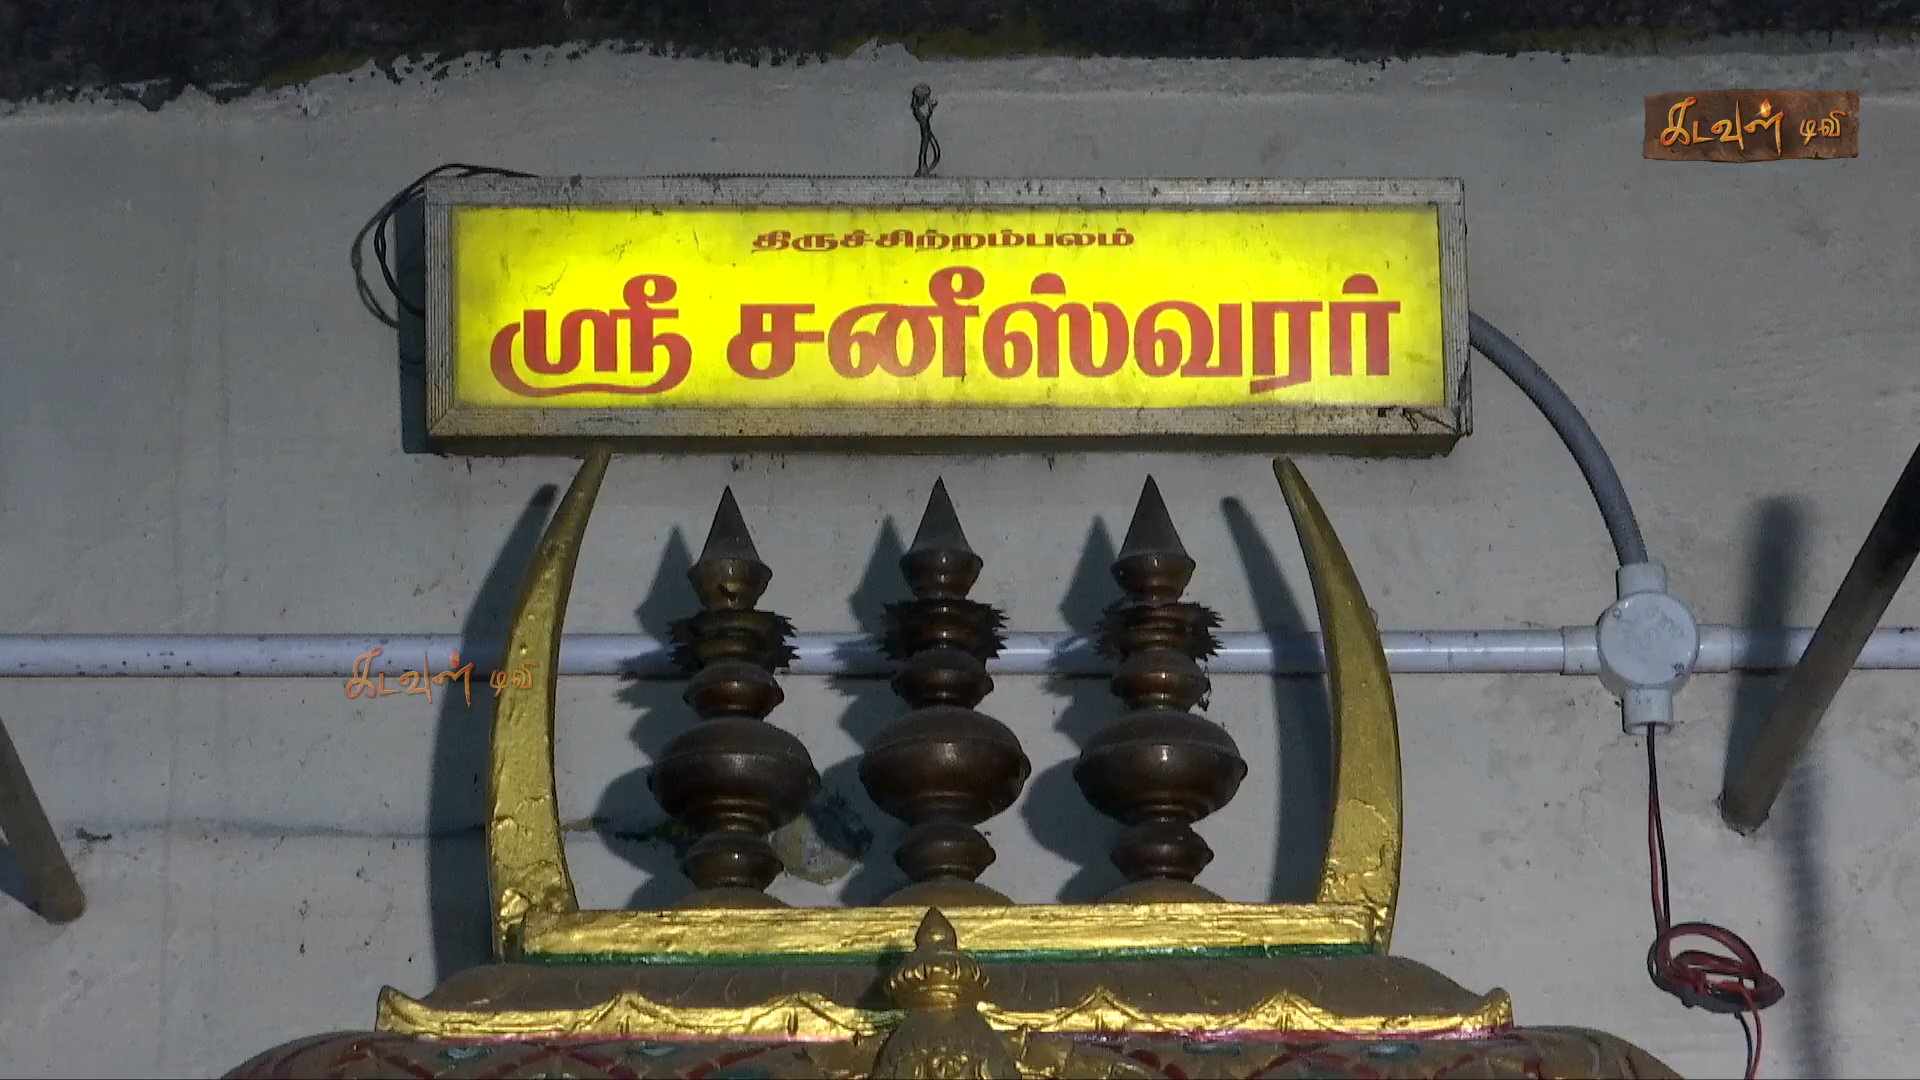 கடவுள் டிவி
திருச்சிற்றம்பலம்
ஸ்ரீ சனீஸ்வரர்
கடவுள் டிவி